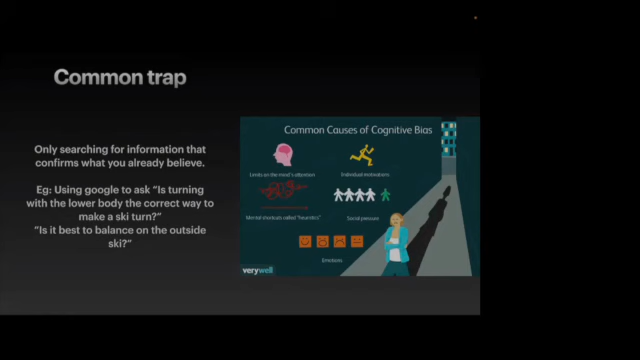 Common trap
Only searching for information that
confirms what you already believe.
Eg: Using google to ask "Is turning
with the lower body the correct way to
make a ski turn?"
"Is it best to balance on the outside
ski?"
Common Causes of Cognitive Bias
Limits on the mind's attention
Individual motivations
Mental shortcuts called "heuristics"
Social pressure
Emotions
verywell